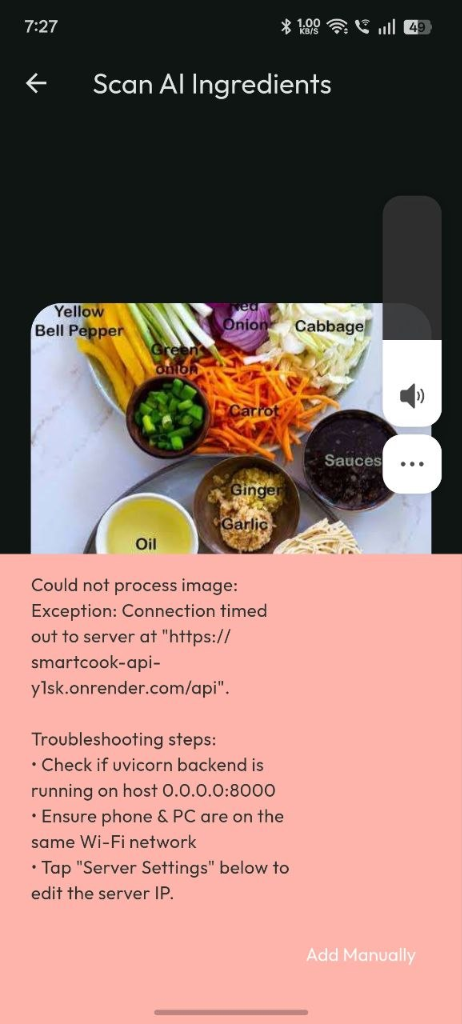 7:27
1.00
KB/S
49
Scan AI Ingredients
Yellow
Bell Pepper
Red
Onion
Cabbage
Green
onion
Carrot
Sauces
Ginger
Garlic
Oil
Could not process image:
Exception: Connection timed
out to server at "https://
smartcook-api-
y1sk.onrender.com/api".
Troubleshooting steps:
• Check if uvicorn backend is
running on host 0.0.0.0:8000
• Ensure phone & PC are on the
same Wi-Fi network
• Tap "Server Settings" below to
edit the server IP.
Add Manually